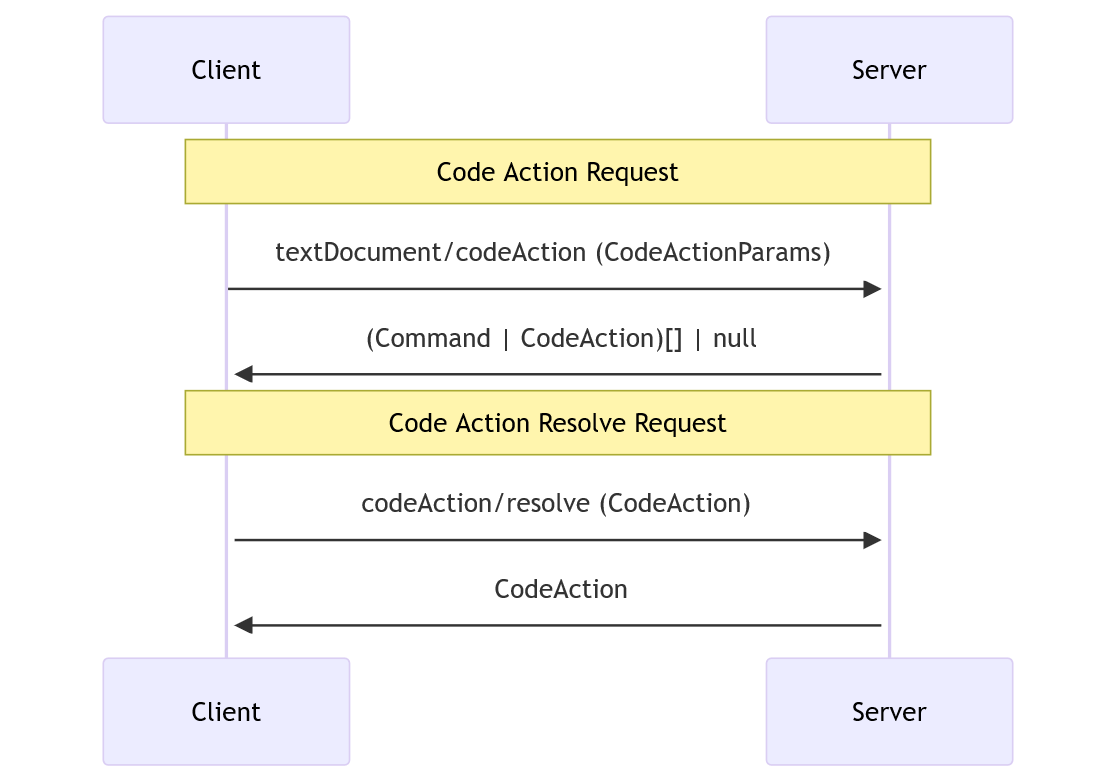 Client
Server
Code Action Request
textDocument/codeAction (CodeActionParams)
(Command | CodeAction)[] | null
Code Action Resolve Request
codeAction/resolve (CodeAction)
CodeAction
Client
Server